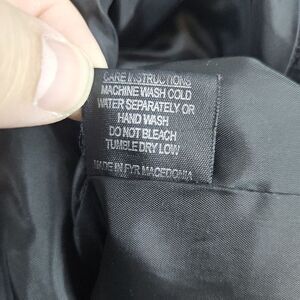 CARE INSTRUCTIONS
MACHINE WASH COLD
WATER SEPARATELY OR
HAND WASH
DO NOT BLEACH
TUMBLE DRY LOW
MADE IN FYR MACEDONIA